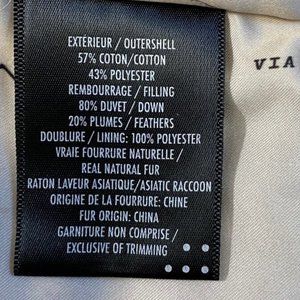 EXTÉRIEUR / OUTERSHELL
57% COTON/COTTON
43% POLYESTER
REMBOURRAGE / FILLING
80% DUVET / DOWN
20% PLUMES / FEATHERS
DOUBLURE / LINING: 100% POLYESTER
VRAIE FOURRURE NATURELLE /
REAL NATURAL FUR
RATON LAVEUR ASIATIQUE/ASIATIC RACCOON
ORIGINE DE LA FOURRURE: CHINE
FUR ORIGIN: CHINA
GARNITURE NON COMPRISE /
EXCLUSIVE OF TRIMMING
VIA